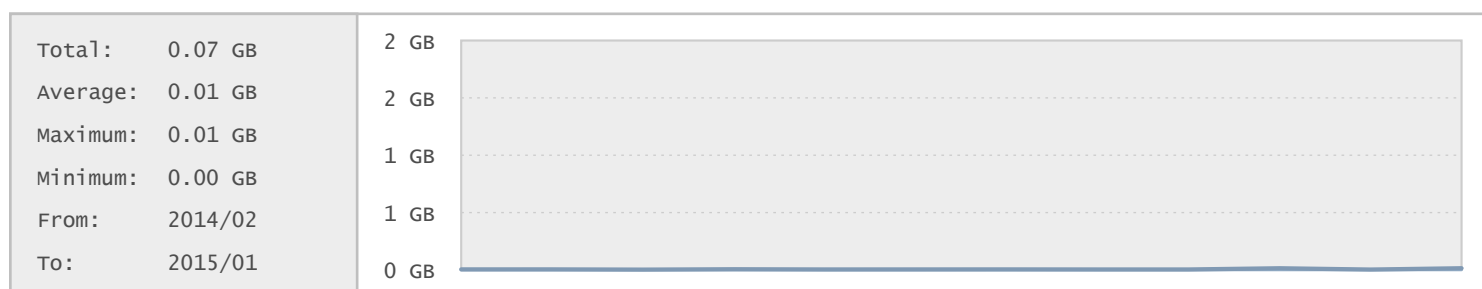 Total: 0.07 GB
Average: 0.01 GB
Maximum: 0.01 GB
Minimum: 0.00 GB
From: 2014/02
To: 2015/01
2 GB
2 GB
1 GB
1 GB
0 GB